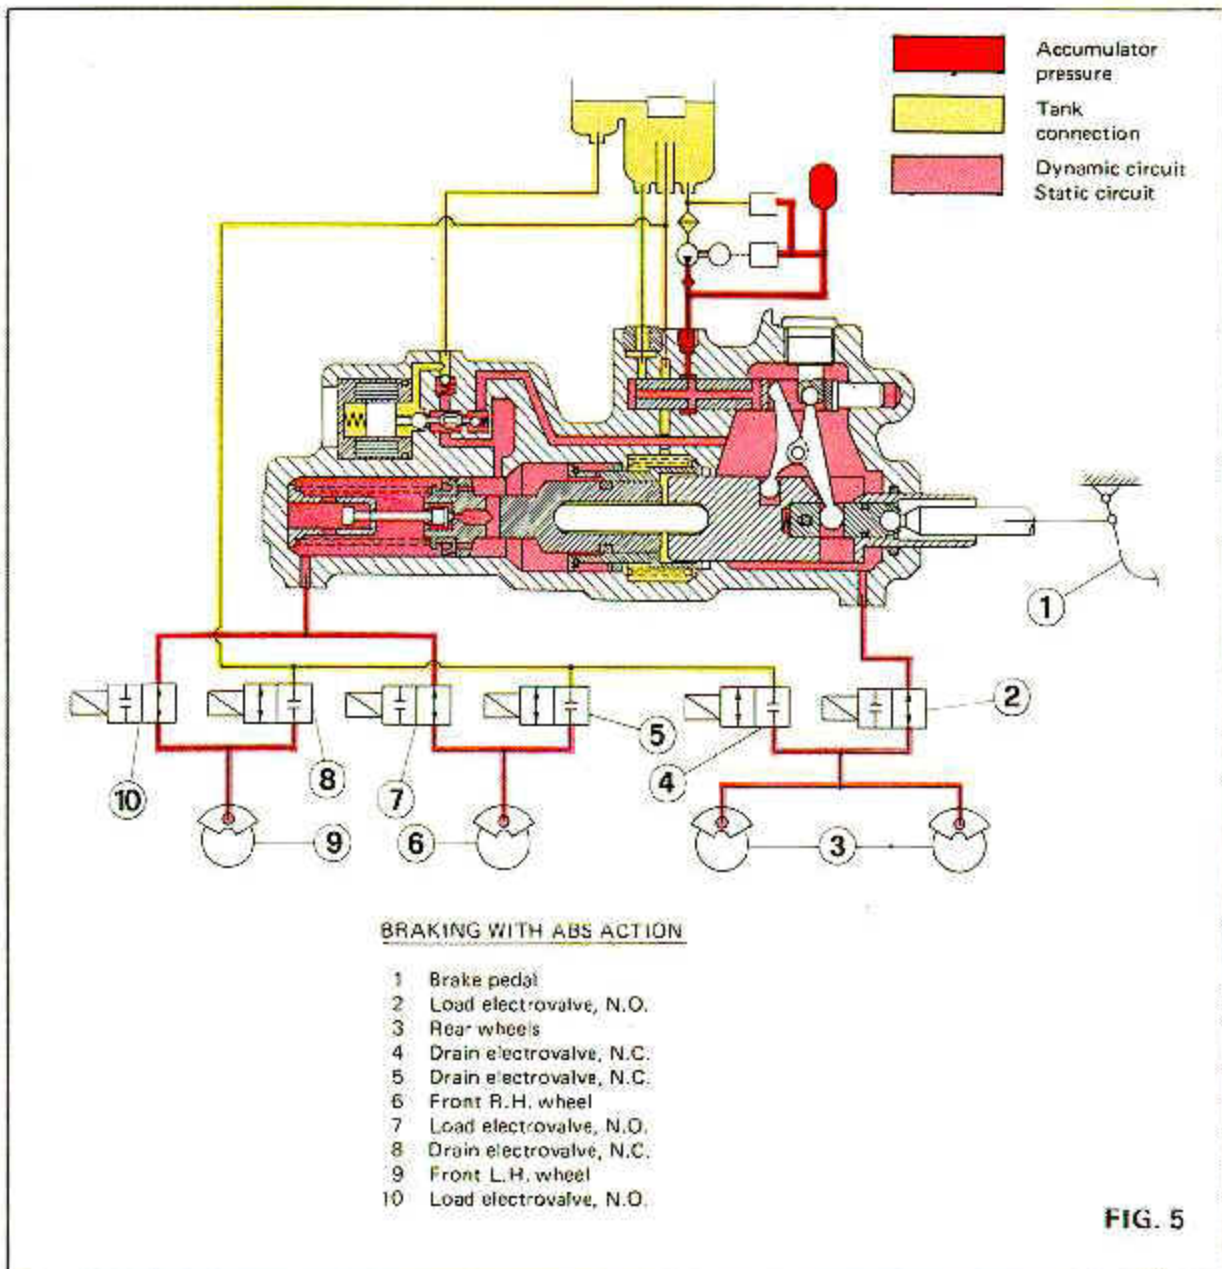 Accumulator
pressure
Tank
connection
Dynamic circuit
Static circuit
1
2
5
4
8
10
7
9
6
3
BRAKING WITH ABS ACTION
1 Brake pedal
2 Load electrovalve, N.O.
3 Rear wheels
4 Drain electrovalve, N.C.
5 Drain electrovalve, N.C.
6 Front R.H. wheel
7 Load electrovalve, N.O.
8 Drain electrovalve, N.C.
9 Front L.H. wheel
10 Load electrovalve, N.O.
FIG. 5